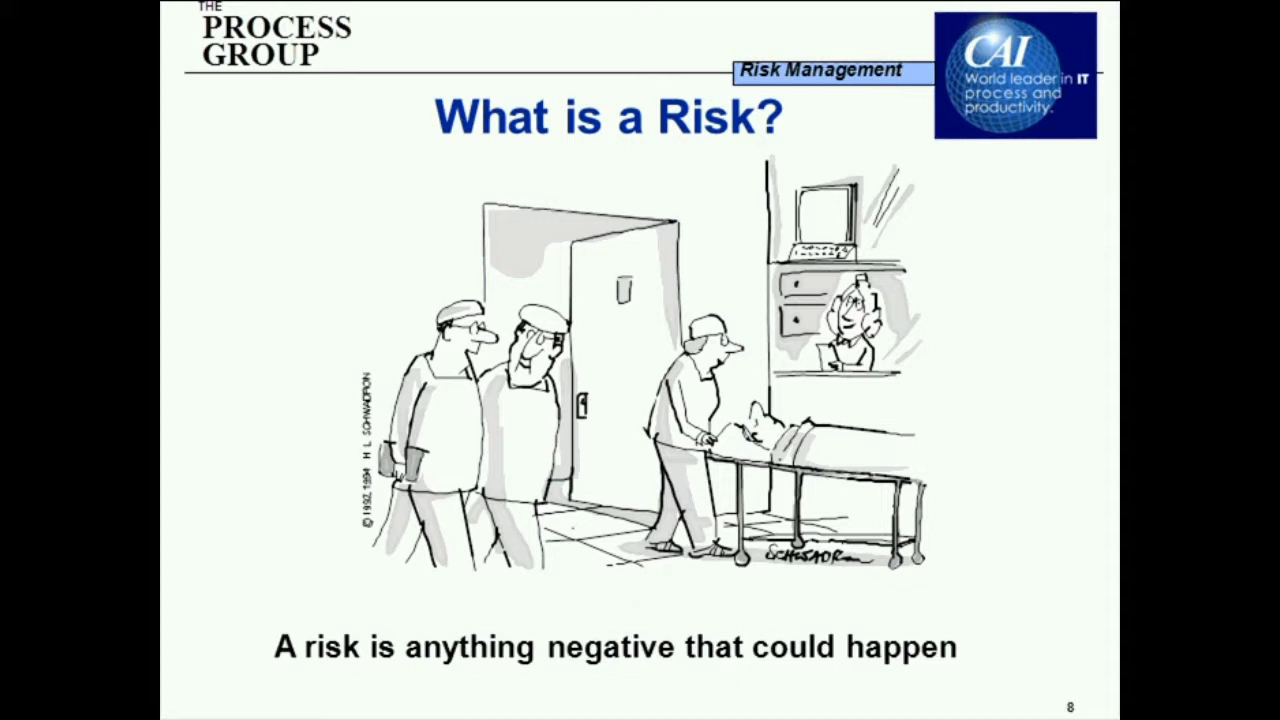 THE
PROCESS
GROUP
Risk Management
CAI
World leader in IT
process and
productivity.
What is a Risk?
© 1992, 1994 H. L. SCHWADRON
SCHWADRON
A risk is anything negative that could happen
8